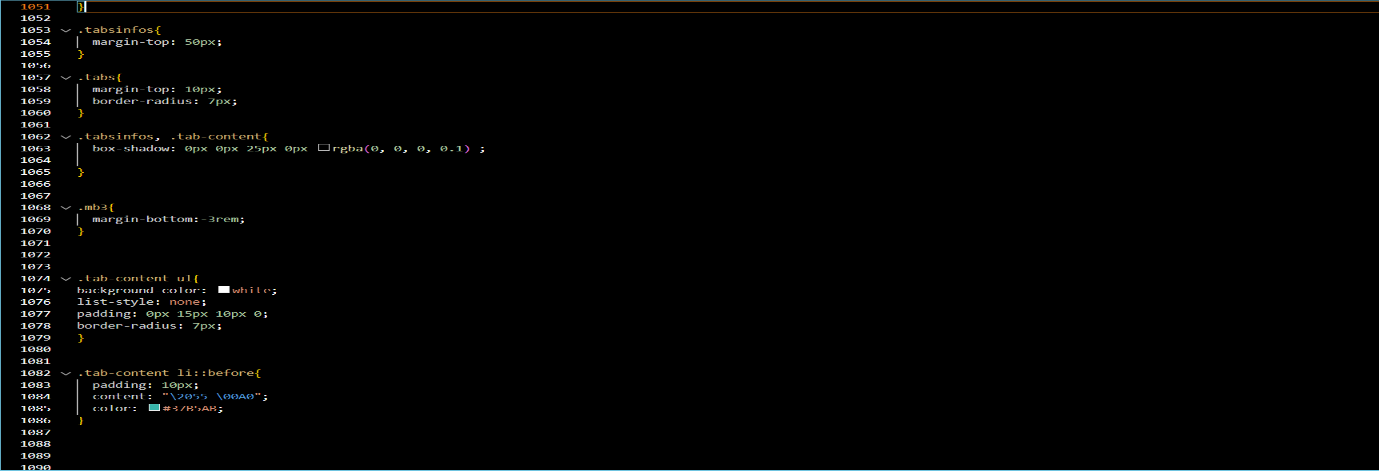 1051 }
1052
1053 .tabsinfos{
1054 margin-top: 50px;
1055 }
1056
1057 .tabs{
1058 margin-top: 10px;
1059 border-radius: 7px;
1060 }
1061
1062 .tabsinfos, .tab-content{
1063 box-shadow: 0px 0px 25px 0px rgba(0, 0, 0, 0.1) ;
1064
1065 }
1066
1067
1068 .mb3{
1069 margin-bottom:-3rem;
1070 }
1071
1072
1073
1074 .tab-content ul{
1075 background-color: white;
1076 list-style: none;
1077 padding: 0px 15px 10px 0;
1078 border-radius: 7px;
1079 }
1080
1081
1082 .tab-content li::before{
1083 padding: 10px;
1084 content: "\2055 \00A0";
1085 color: #37B5AB;
1086 }
1087
1088
1089
1090